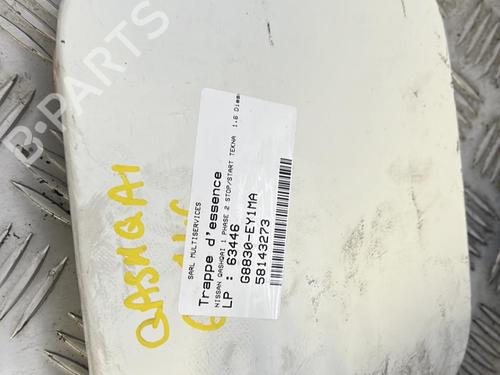 B-PARTS
QASHQAI
SARL MULTISERVICES
Trappe d'essence
NISSAN QASHQAI 1 PHASE 2 STOP/START TEKNA 1.6 Diese
LP : 63446
G8830-EY1MA
58143273